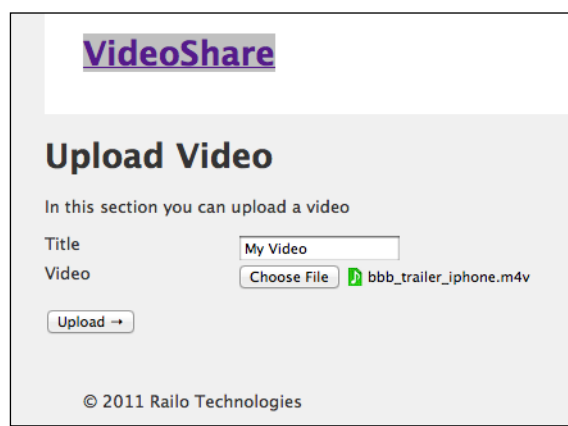 VideoShare
Upload Video
In this section you can upload a video
Title My Video
Video Choose File bbb_trailer_iphone.m4v
Upload →
© 2011 Railo Technologies